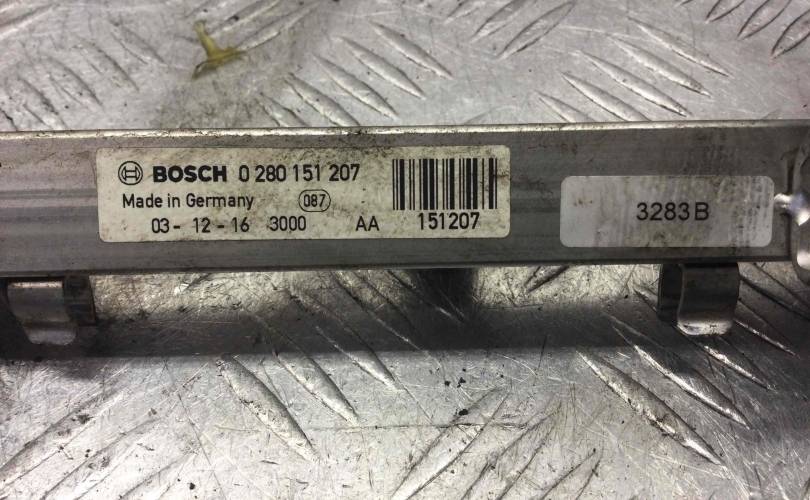 BOSCH 0 280 151 207
Made in Germany 087
03- 12 - 16 3000 AA 151207
3283B